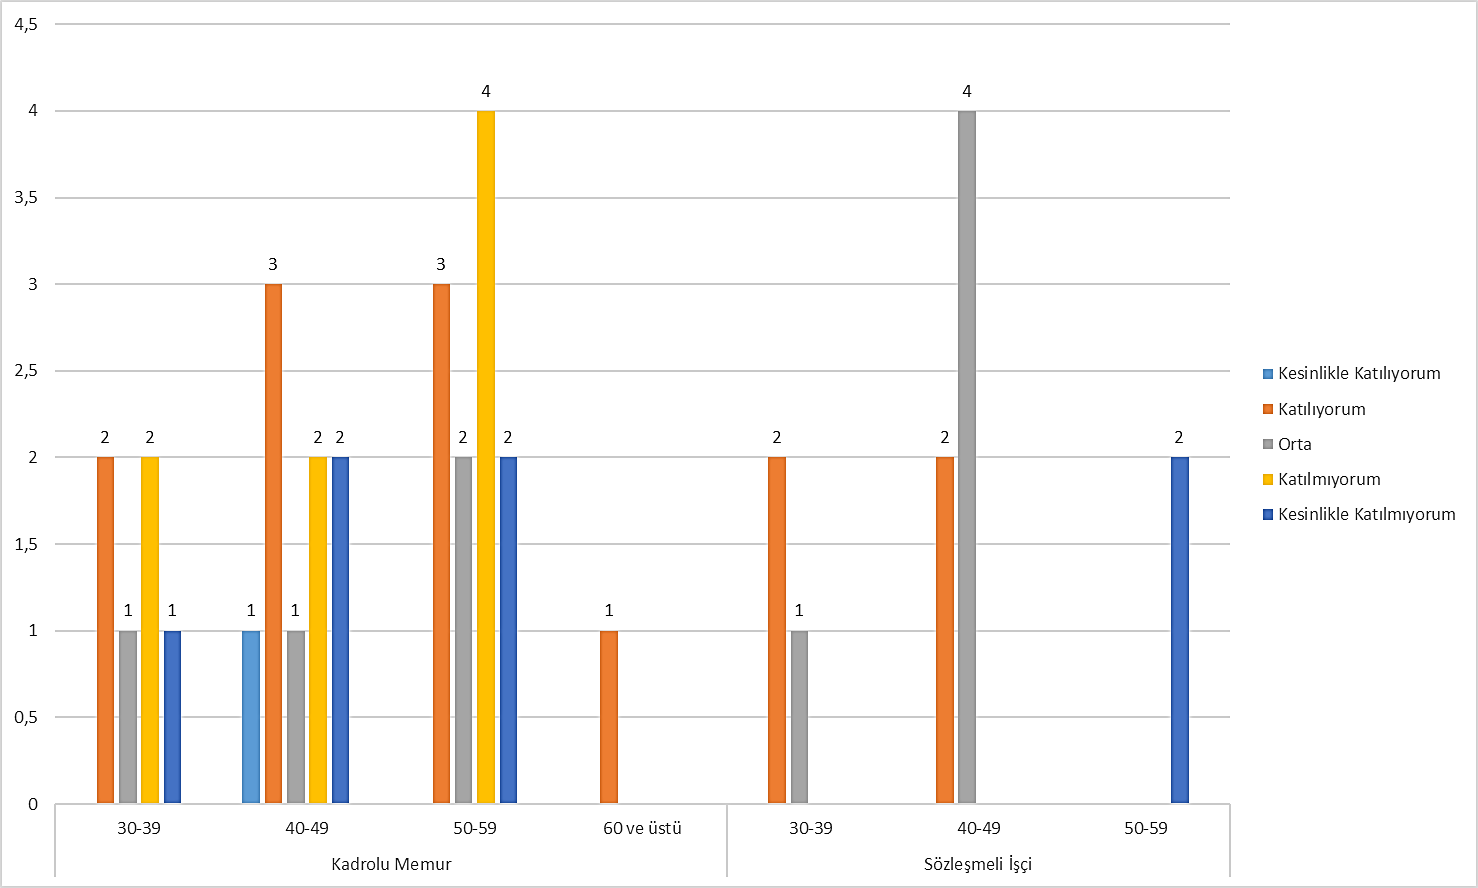 4,5
4
3,5
3
2,5
2
1,5
1
0,5
0
2 1 2 1
1 3 1 2 2
3 2 4 2
1
2 1
2 4
2
30-39 40-49 50-59 60 ve üstü 30-39 40-49 50-59
Kadrolu Memur Sözleşmeli İşçi
Kesinlikle Katılıyorum
Katılıyorum
Orta
Katılmıyorum
Kesinlikle Katılmıyorum